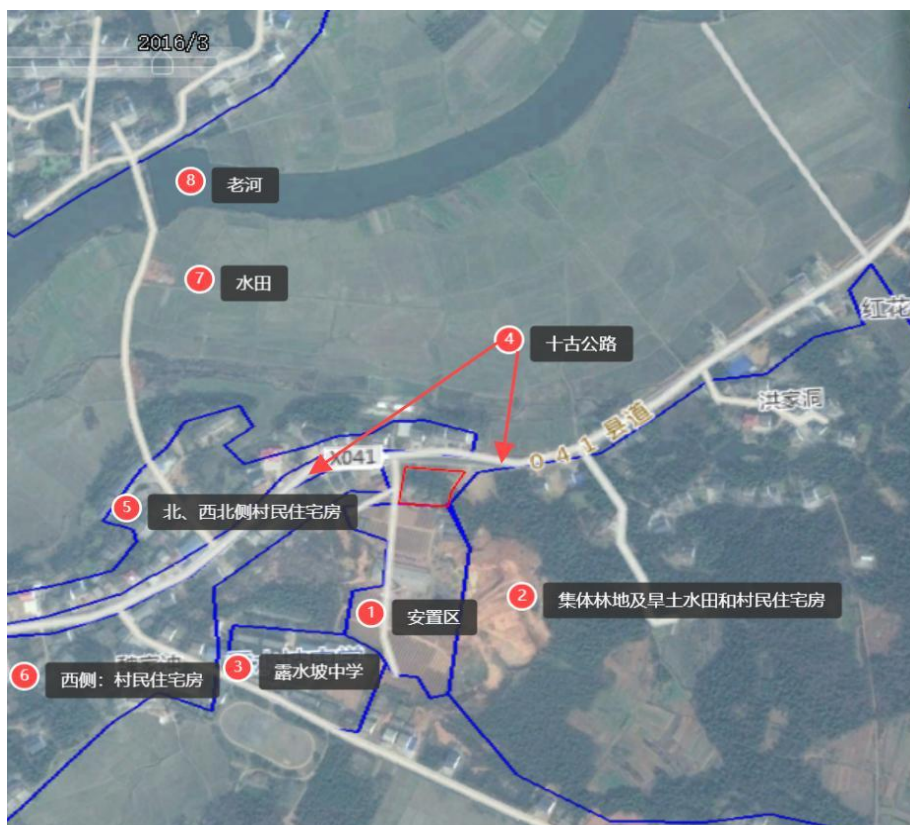 2016/3
8 老河
7 水田
红花
4 十古公路
洪家洞
041县道
X041
5 北、西北侧村民住宅房
2 集体林地及旱土水田和村民住宅房
1 安置区
3 露水坡中学
6 西侧：村民住宅房